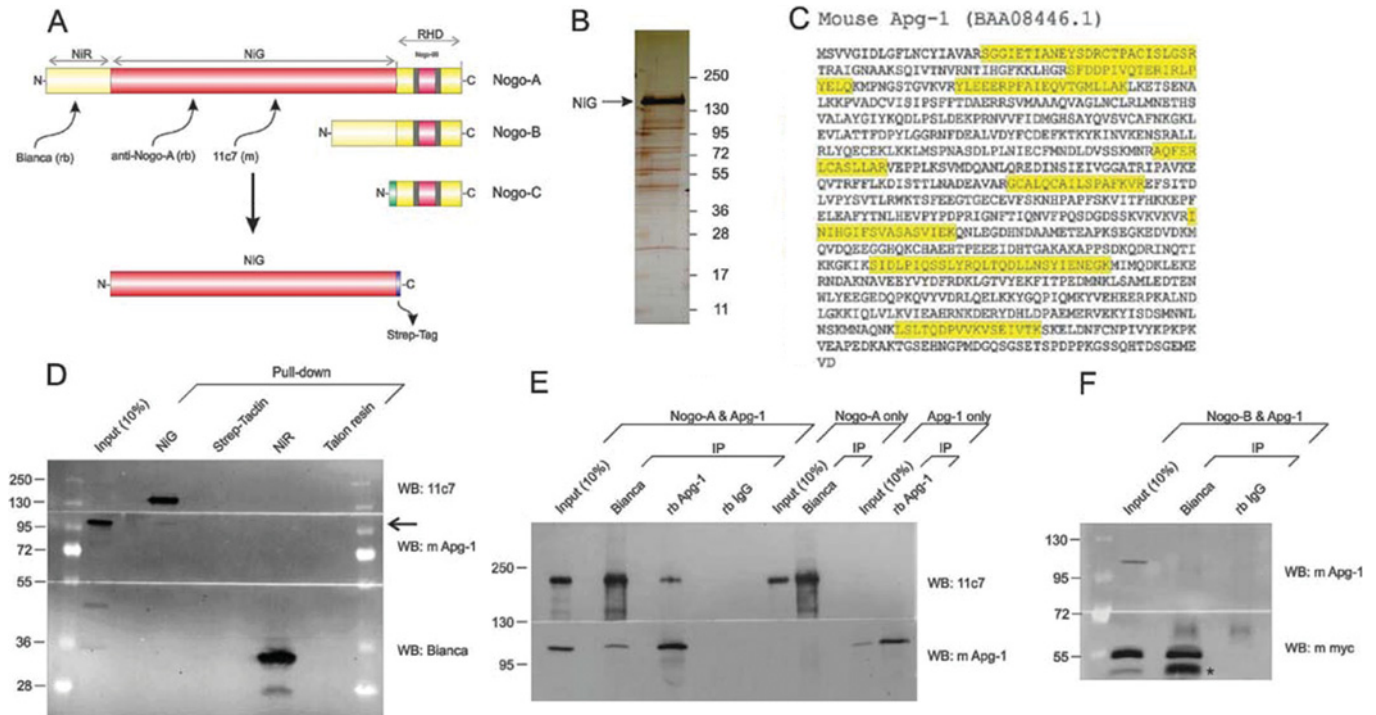 A
NiR
NiG
RHD
Nogo-66
N-
-C
Nogo-A
N-
-C
Nogo-B
N-
-C
Nogo-C
Bianca (rb)
anti-Nogo-A (rb)
11c7 (m)
NiG
N-
-C
Strep-Tag
B
NiG
250
130
95
72
55
36
28
17
11
C Mouse Apg-1 (BAA08446.1)
MSVVGIDLGFLNCYIAVARSGGIETIANEYSDRCTPACISLGSR
TRAIGNAAKSQIVTNVRNTIHGFKKLHGRSFDDPIVQTERIRLP
YELQKMPNGSTGVKVRYLEEERPFAIEQVTGMLLAKLKETSENA
LKKPVADCVISIPSFFTDAERRSVMAAAQVAGLNCLRLMNETHS
VALAYGIYKQDLPSLDEKPRNVVFIDMGHSAYQVSVCAFNKGKL
EVLATTFDPYLGGRNFDEALVDYFCDEFKTKYKINVKENSRALL
RLYQECEKLKKLMSPNASDLPLNIECFMNDLDVSSKMNRAQFER
LCASLLARVEPPLKSVMDQANLQREDINSIEIVGGATRIPAVKE
QVTRFFLKDISTTLNADEAVARGCALQCAILSPAFKVREFSITD
LVPYSVTLRWKTSFEEGTGECEVFSKNHPAPFSKVITFHKKEPF
ELEAFYTNLHEVPYPDPRIGNFTIQNVFPQSDGDSSKVKVKVRI
NIHGIFSVASASVIEKQNLEGDHNDAAMETEAPKSEGKEDVDKM
QVDQEEGGHQKCHAEHTPEEEIDHTGAKAKAPPSDKQDRINQTI
KKGKIKSIDLPIQSSLYRQLTQDLLNSYIENEGKMIMQDKLEKE
RNDAKNAVEEYVYDFRDKLGTVYEKFITPEDMNKLSAMLEDTEN
WLYEEGEDQPKQVYVDRLQELKKYGQPIQMKYVEHEERPKALND
LGKKIQLVLKVIEAHRNKDERYDHLDPAEMERVEKYISDSMNWL
NSKMNAQNKLSLTQDPVVKVSEIVTKSKELDNFCNPIVYKPKPK
VEAPEDKAKTGSEHNGPMDGQSGSETSPDPPKGSSQHTDSGEME
VD
D
Pull-down
Input (10%)
NiG
Strep-Tactin
NiR
Talon resin
250
130
95
72
55
36
28
WB: 11c7
WB: m Apg-1
WB: Bianca
E
Nogo-A & Apg-1
Nogo-A only
Apg-1 only
IP
IP
IP
Input (10%)
Bianca
rb Apg-1
rb IgG
Input (10%)
Bianca
Input (10%)
rb Apg-1
250
130
95
WB: 11c7
WB: m Apg-1
F
Nogo-B & Apg-1
IP
Input (10%)
Bianca
rb IgG
130
95
72
55
*
WB: m Apg-1
WB: m myc